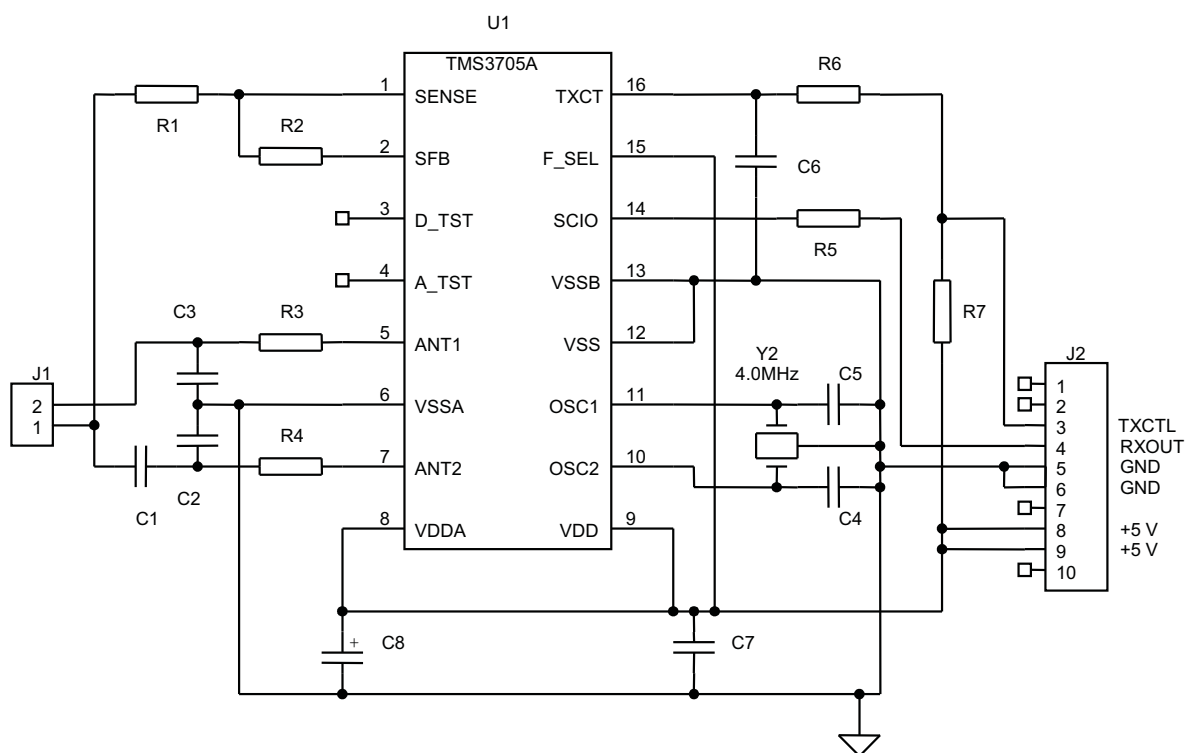 U1
TMS3705A
1 SENSE
2 SFB
3 D_TST
4 A_TST
5 ANT1
6 VSSA
7 ANT2
8 VDDA
TXCT 16
F_SEL 15
SCIO 14
VSSB 13
VSS 12
OSC1 11
OSC2 10
VDD 9
R1
R2
C3
R3
J1
2
1
R4
C1
C2
+
C8
C7
R6
C6
R5
R7
Y2
4.0MHz
C5
C4
J2
1
2
3 TXCTL
4 RXOUT
5 GND
6 GND
7
8 +5 V
9 +5 V
10